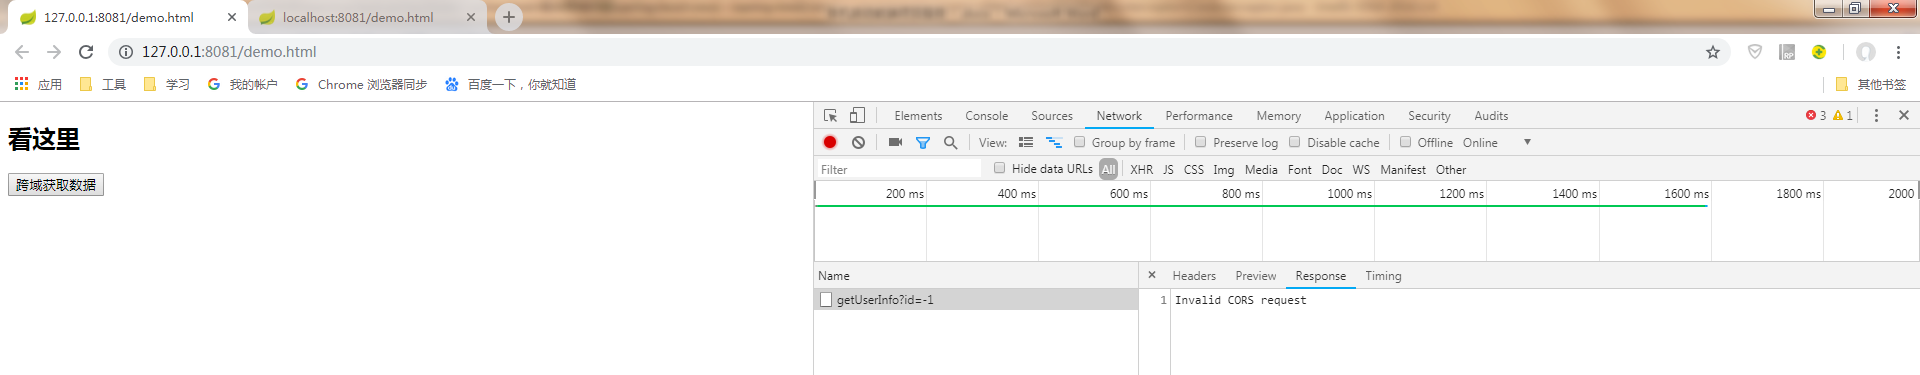 127.0.0.1:8081/demo.html localhost:8081/demo.html
127.0.0.1:8081/demo.html
应用 工具 学习 我的帐户 Chrome 浏览器同步 百度一下，你就知道 其他书签
Elements Console Sources Network Performance Memory Application Security Audits 3 1
看这里
View: Group by frame Preserve log Disable cache Offline Online
Filter Hide data URLs All XHR JS CSS Img Media Font Doc WS Manifest Other
跨域获取数据
200 ms 400 ms 600 ms 800 ms 1000 ms 1200 ms 1400 ms 1600 ms 1800 ms 2000
Name Headers Preview Response Timing
getUserInfo?id=-1 1 Invalid CORS request